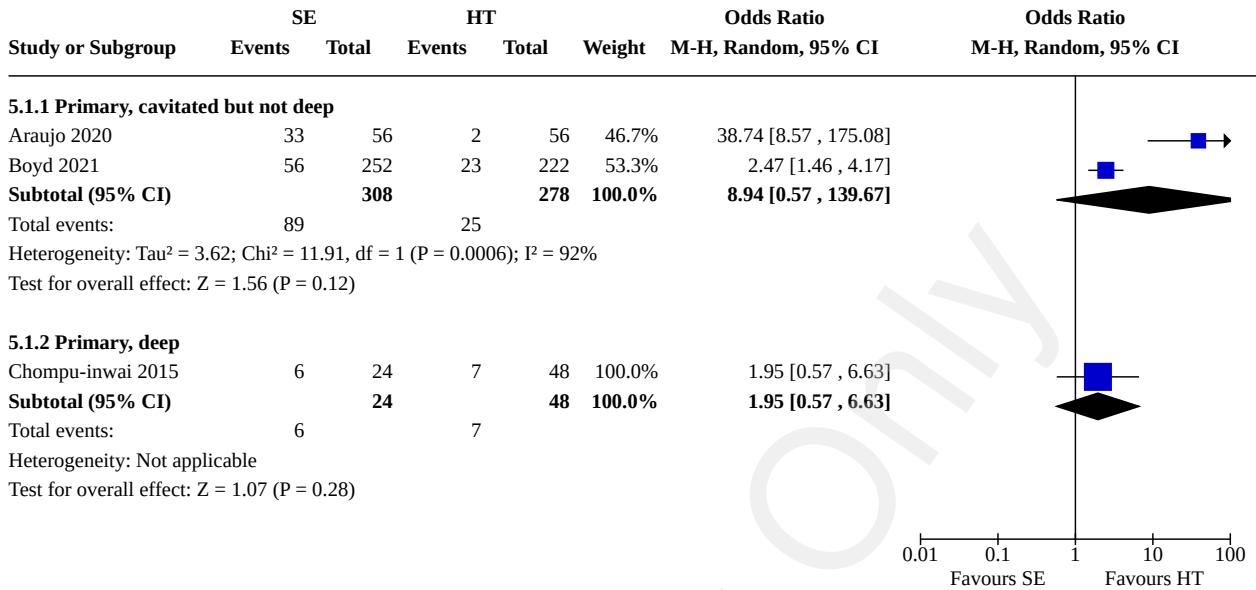 SE HT Odds Ratio Odds Ratio
Study or Subgroup Events Total Events Total Weight M-H, Random, 95% CI M-H, Random, 95% CI
5.1.1 Primary, cavitated but not deep
Araujo 2020 33 56 2 56 46.7% 38.74 [8.57 , 175.08]
Boyd 2021 56 252 23 222 53.3% 2.47 [1.46 , 4.17]
Subtotal (95% CI) 308 278 100.0% 8.94 [0.57 , 139.67]
Total events: 89 25
Heterogeneity: Tau² = 3.62; Chi² = 11.91, df = 1 (P = 0.0006); I² = 92%
Test for overall effect: Z = 1.56 (P = 0.12)
5.1.2 Primary, deep
Chompu-inwai 2015 6 24 7 48 100.0% 1.95 [0.57 , 6.63]
Subtotal (95% CI) 24 48 100.0% 1.95 [0.57 , 6.63]
Total events: 6 7
Heterogeneity: Not applicable
Test for overall effect: Z = 1.07 (P = 0.28)
0.01 0.1 1 10 100
Favours SE Favours HT
Only